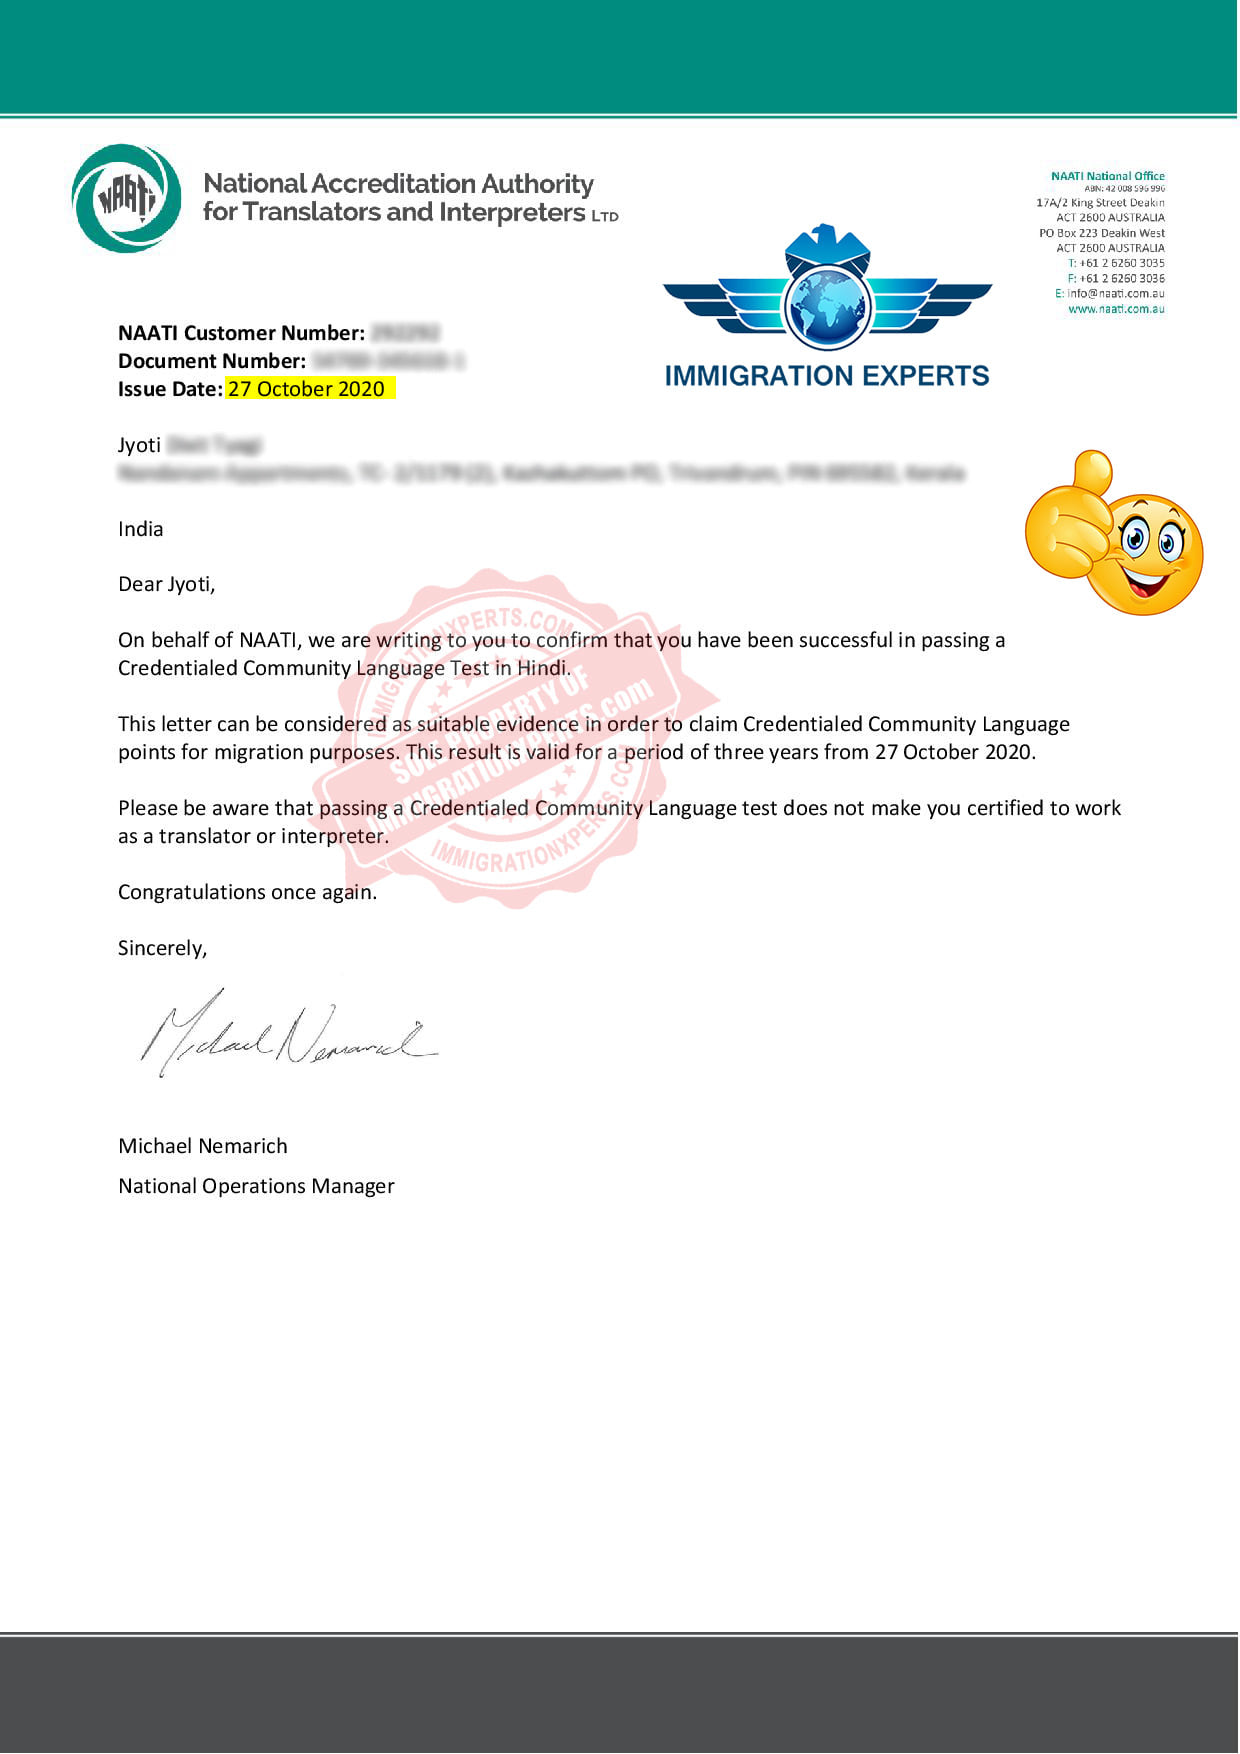 NAATI
National Accreditation Authority
for Translators and Interpreters LTD
NAATI National Office
ABN: 42 008 596 996
17A/2 King Street Deakin
ACT 2600 AUSTRALIA
PO Box 223 Deakin West
ACT 2600 AUSTRALIA
T: +61 2 6260 3035
F: +61 2 6260 3036
E: info@naati.com.au
www.naati.com.au
IMMIGRATION EXPERTS
NAATI Customer Number:
Document Number:
Issue Date: 27 October 2020
Jyoti
India
Dear Jyoti,
On behalf of NAATI, we are writing to you to confirm that you have been successful in passing a
Credentialed Community Language Test in Hindi.
This letter can be considered as suitable evidence in order to claim Credentialed Community Language
points for migration purposes. This result is valid for a period of three years from 27 October 2020.
Please be aware that passing a Credentialed Community Language test does not make you certified to work
as a translator or interpreter.
Congratulations once again.
Sincerely,
Michael Nemarich
Michael Nemarich
National Operations Manager
IMMIGRATIONXPERTS.COM
SOLE PROPERTY OF
IMMIGRATIONXPERTS.com
IMMIGRATIONXPERTS.COM